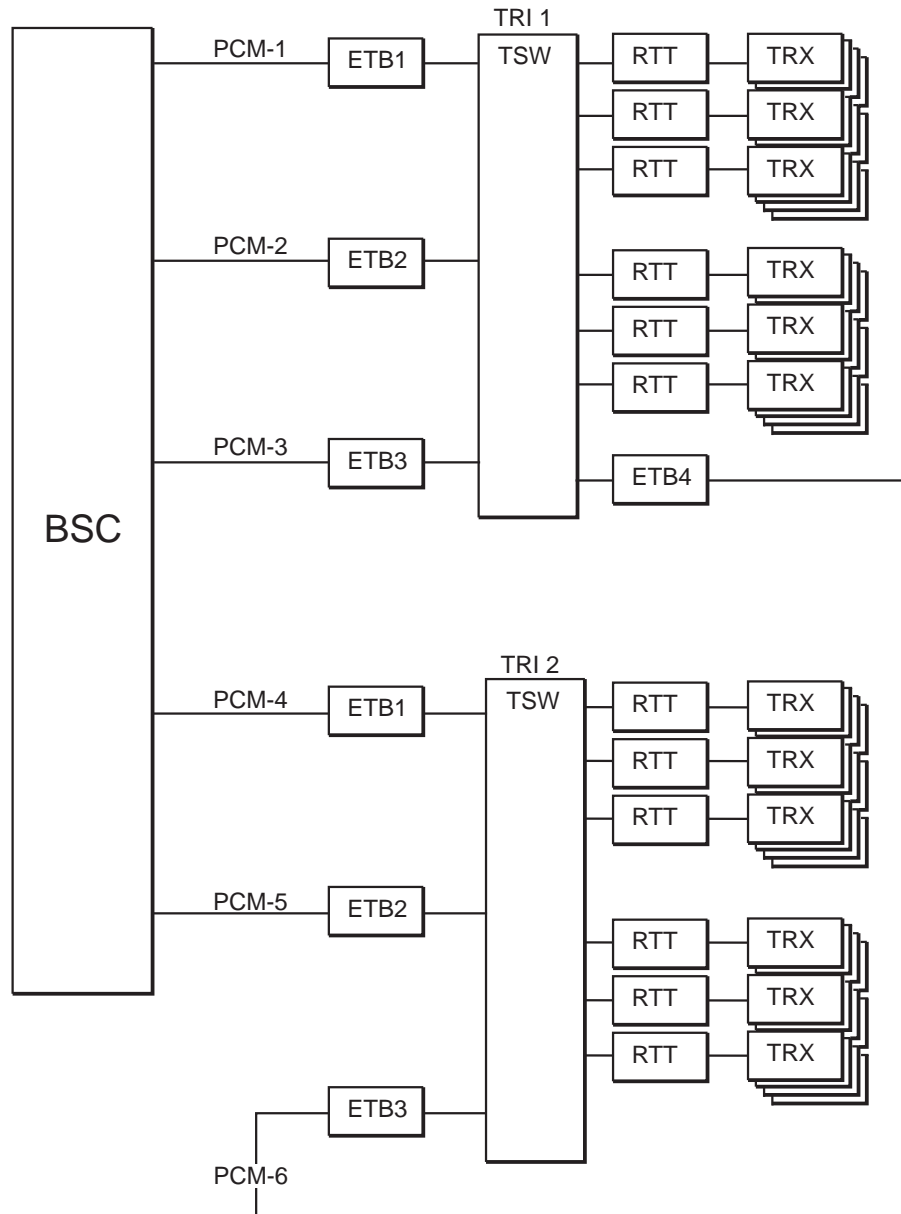 TRI 1
PCM-1
ETB1
TSW
RTT
TRX
RTT
TRX
RTT
TRX
PCM-2
ETB2
RTT
TRX
RTT
TRX
RTT
TRX
PCM-3
ETB3
ETB4
BSC
TRI 2
PCM-4
ETB1
TSW
RTT
TRX
RTT
TRX
RTT
TRX
PCM-5
ETB2
RTT
TRX
RTT
TRX
RTT
TRX
ETB3
PCM-6